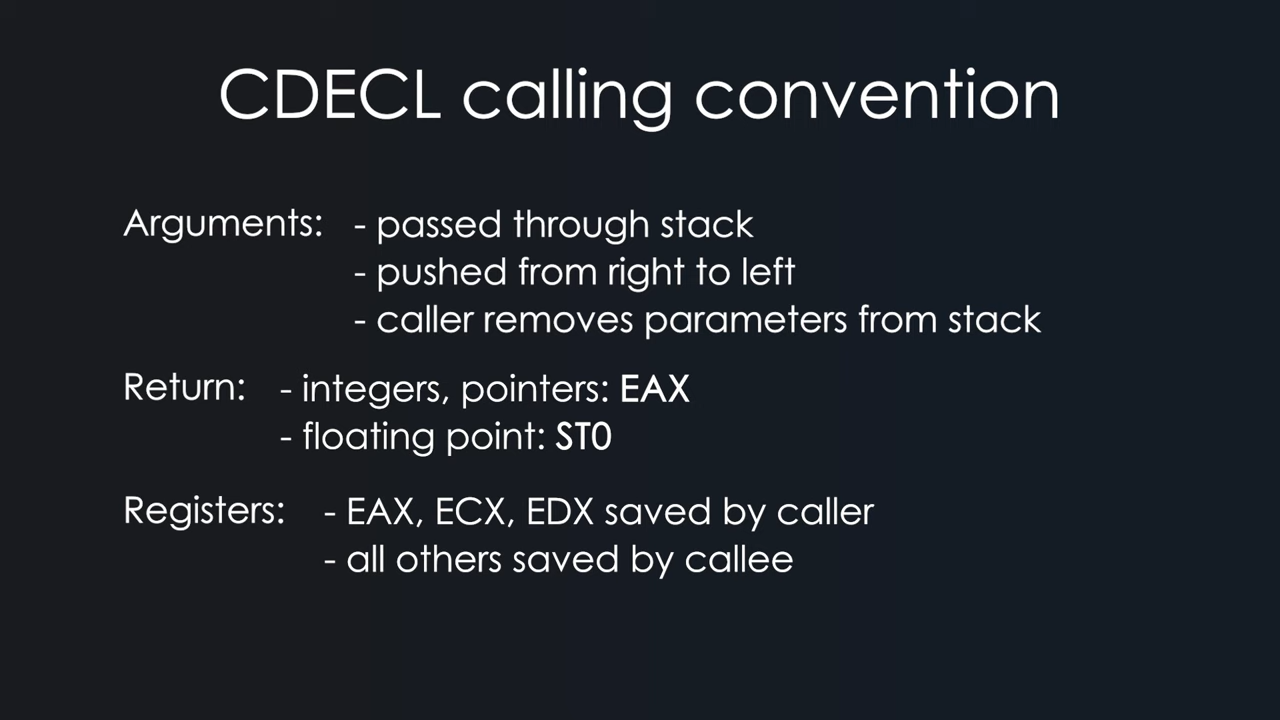 CDECL calling convention
Arguments: - passed through stack
- pushed from right to left
- caller removes parameters from stack
Return: - integers, pointers: EAX
- floating point: ST0
Registers: - EAX, ECX, EDX saved by caller
- all others saved by callee